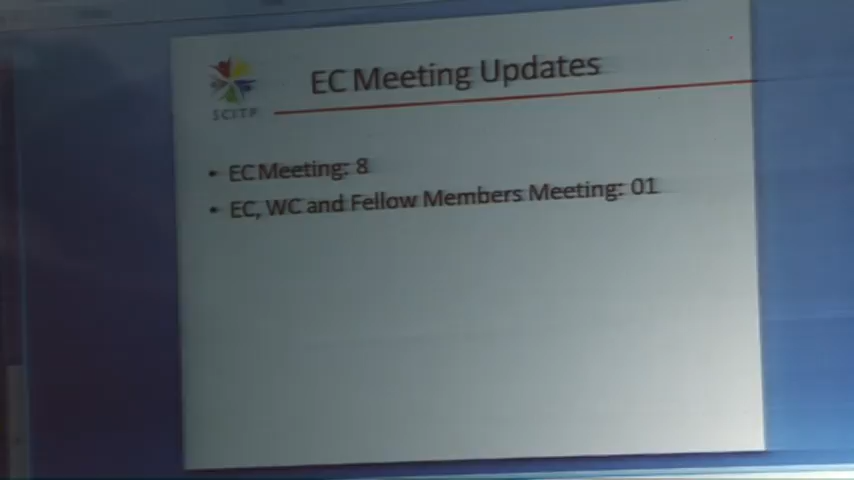 EC Meeting Updates
SCITP
• EC Meeting: 8
• EC, WC and Fellow Members Meeting: 01